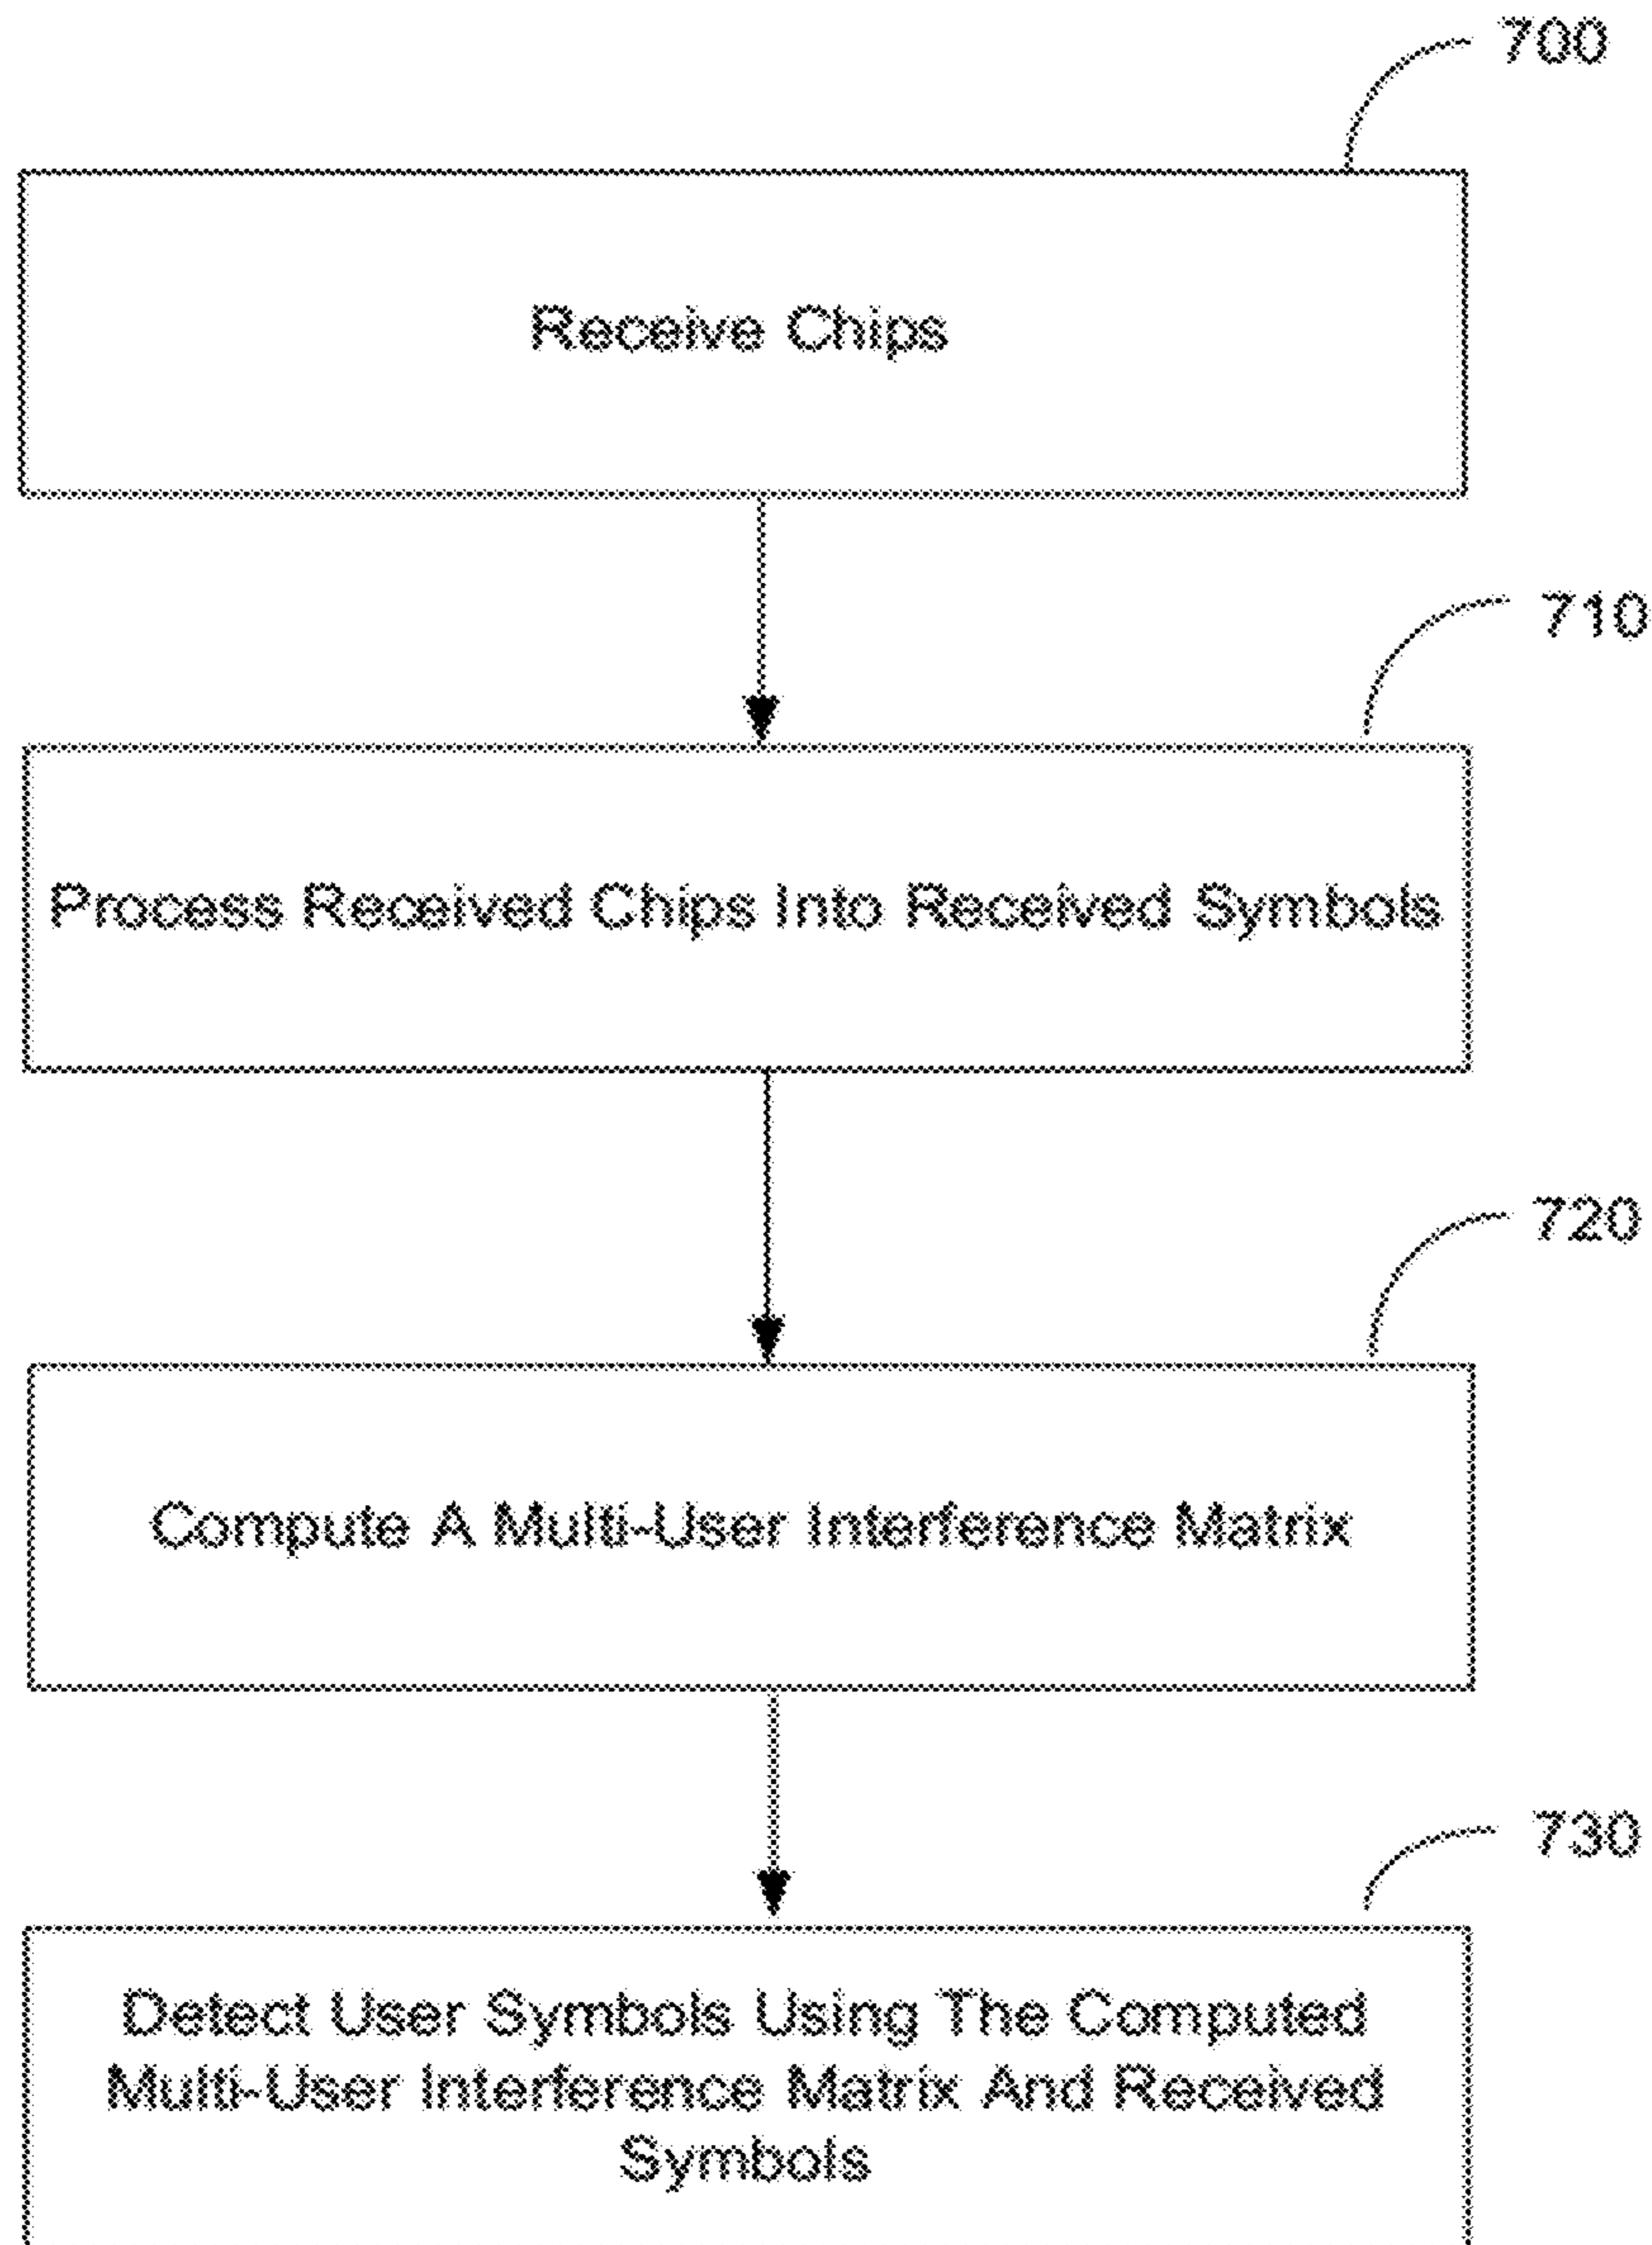 700
Receive Chips
710
Process Received Chips Into Received Symbols
720
Compute A Multi-User Interference Matrix
730
Detect User Symbols Using The Computed
Multi-User Interference Matrix And Received
Symbols